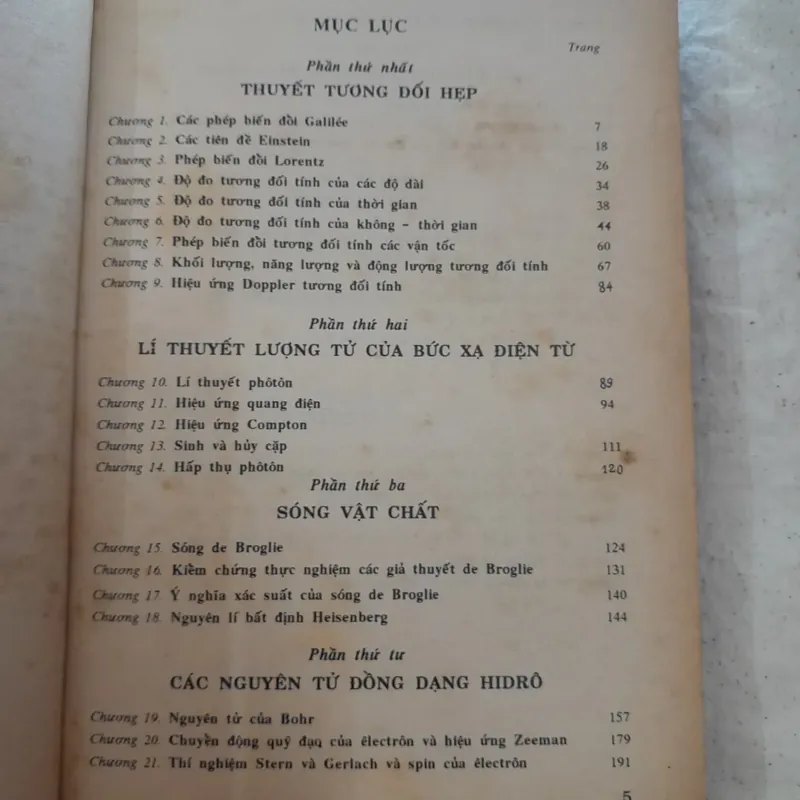 MỤC LỤC
Trang
Phần thứ nhất
THUYẾT TƯƠNG ĐỐI HẸP
Chương 1. Các phép biến đổi Galilée 7
Chương 2. Các tiên đề Einstein 18
Chương 3. Phép biến đổi Lorentz 26
Chương 4. Độ đo tương đối tính của các độ dài 34
Chương 5. Độ đo tương đối tính của thời gian 38
Chương 6. Độ đo tương đối tính của không - thời gian 44
Chương 7. Phép biến đổi tương đối tính các vận tốc 60
Chương 8. Khối lượng, năng lượng và động lượng tương đối tính 67
Chương 9. Hiệu ứng Doppler tương đối tính 84
Phần thứ hai
LÍ THUYẾT LƯỢNG TỬ CỦA BỨC XẠ ĐIỆN TỪ
Chương 10. Lí thuyết phôtôn 89
Chương 11. Hiệu ứng quang điện 94
Chương 12. Hiệu ứng Compton
Chương 13. Sinh và hủy cặp 111
Chương 14. Hấp thụ phôtôn 120
Phần thứ ba
SÓNG VẬT CHẤT
Chương 15. Sóng de Broglie 124
Chương 16. Kiểm chứng thực nghiệm các giả thuyết de Broglie 131
Chương 17. Ý nghĩa xác suất của sóng de Broglie 140
Chương 18. Nguyên lí bất định Heisenberg 144
Phần thứ tư
CÁC NGUYÊN TỬ ĐỒNG DẠNG HIDRÔ
Chương 19. Nguyên tử của Bohr 157
Chương 20. Chuyển động quỹ đạo của êlectrôn và hiệu ứng Zeeman 179
Chương 21. Thí nghiệm Stern và Gerlach và spin của êlectrôn 191
5